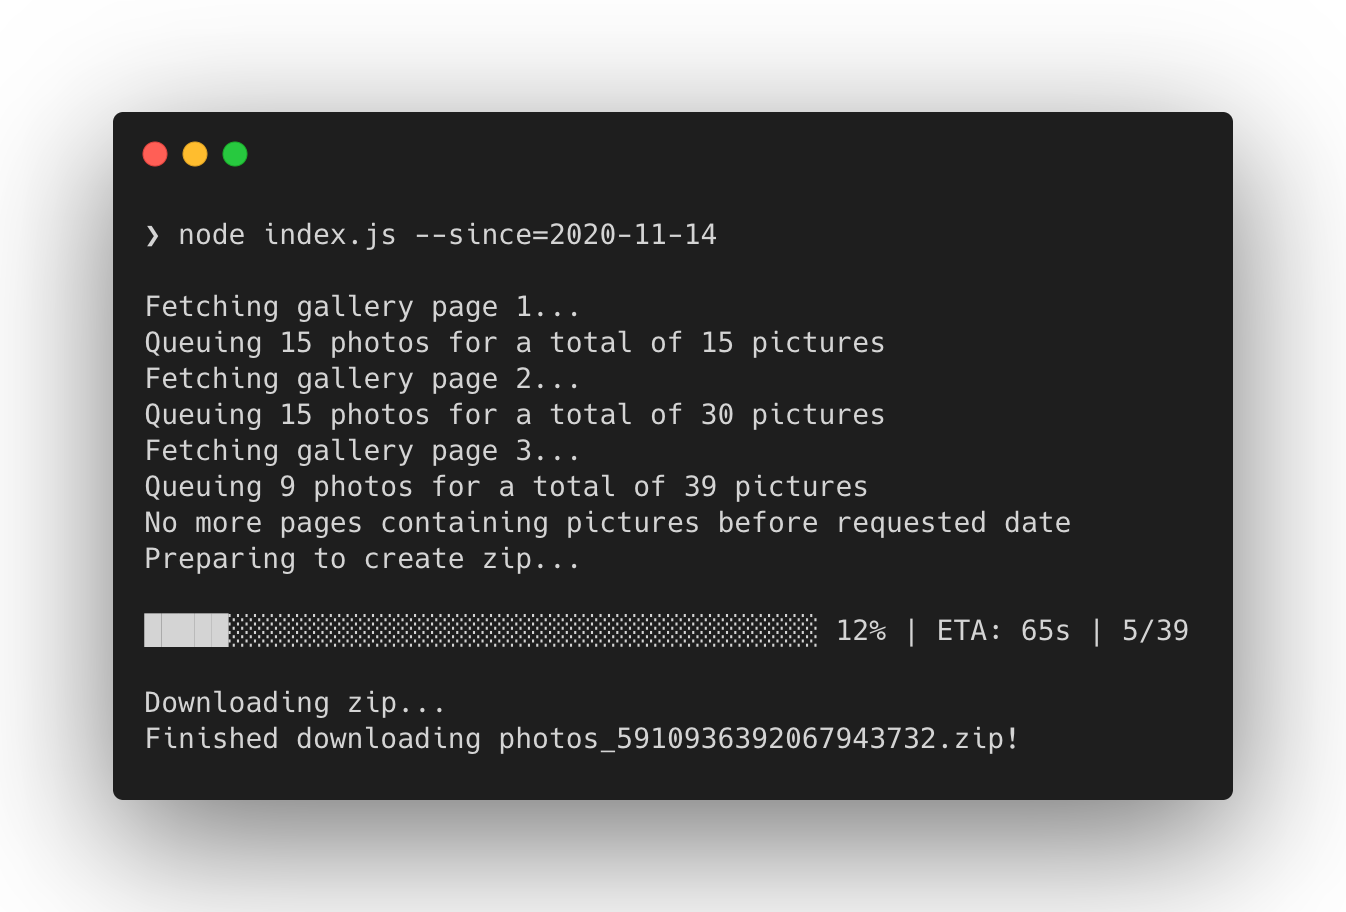 ❯ node index.js --since=2020-11-14
Fetching gallery page 1...
Queuing 15 photos for a total of 15 pictures
Fetching gallery page 2...
Queuing 15 photos for a total of 30 pictures
Fetching gallery page 3...
Queuing 9 photos for a total of 39 pictures
No more pages containing pictures before requested date
Preparing to create zip...
█████░░░░░░░░░░░░░░░░░░░░░░░░░░░░░░░░░░░ 12% | ETA: 65s | 5/39
Downloading zip...
Finished downloading photos_5910936392067943732.zip!